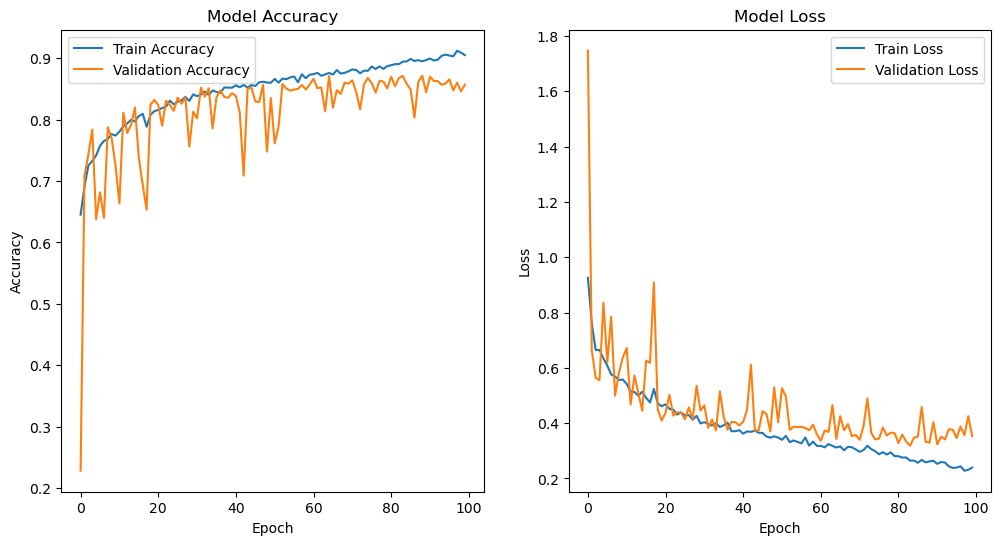 Model Accuracy
Train Accuracy
Validation Accuracy
0.9
0.8
0.7
0.6
0.5
0.4
0.3
0.2
Accuracy
0 20 40 60 80 100
Epoch
Model Loss
Train Loss
Validation Loss
1.8
1.6
1.4
1.2
1.0
0.8
0.6
0.4
0.2
Loss
0 20 40 60 80 100
Epoch